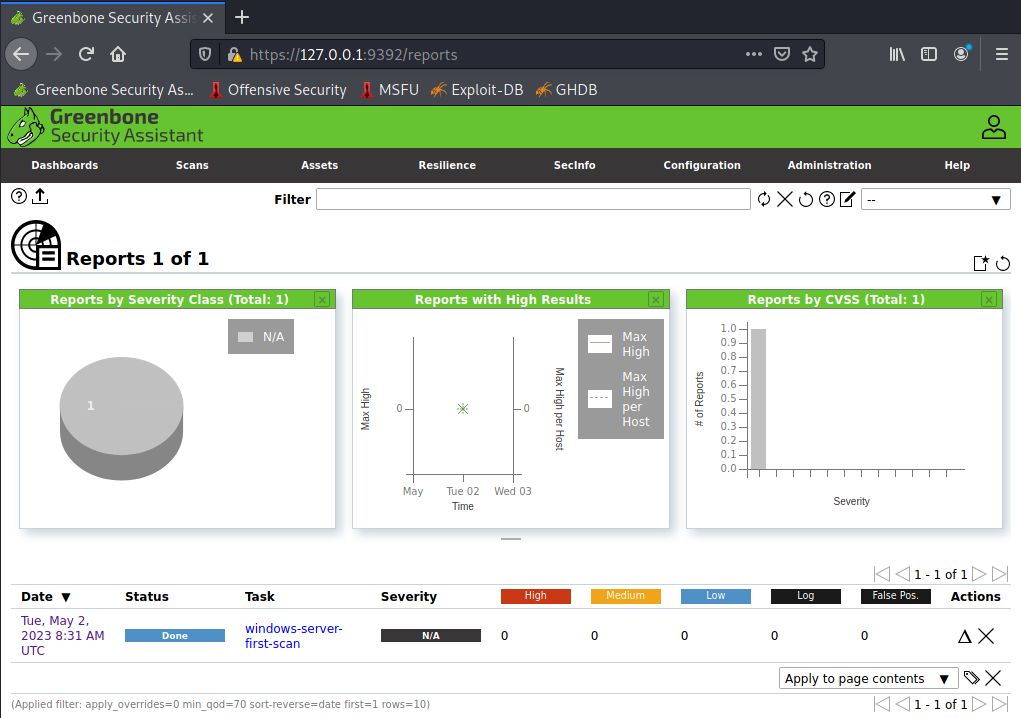 Greenbone Security Assis
https://127.0.0.1:9392/reports
Greenbone Security As...
Offensive Security
MSFU
Exploit-DB
GHDB
Greenbone
Security Assistant
Dashboards
Scans
Assets
Resilience
SecInfo
Configuration
Administration
Help
Filter
--
Reports 1 of 1
Reports by Severity Class (Total: 1)
N/A
1
Reports with High Results
Max High
0
0
Max High per Host
May
Tue 02
Wed 03
Time
Max
High
Max
High
per
Host
Reports by CVSS (Total: 1)
# of Reports
1.0
0.9
0.8
0.7
0.6
0.5
0.4
0.3
0.2
0.1
0.0
Severity
1 - 1 of 1
Date ▼ Status Task Severity High Medium Low Log False Pos. Actions
Tue, May 2,
2023 8:31 AM
UTC
Done
windows-server-
first-scan
N/A
0 0 0 0 0
Apply to page contents ▼
(Applied filter: apply_overrides=0 min_qod=70 sort-reverse=date first=1 rows=10)
1 - 1 of 1